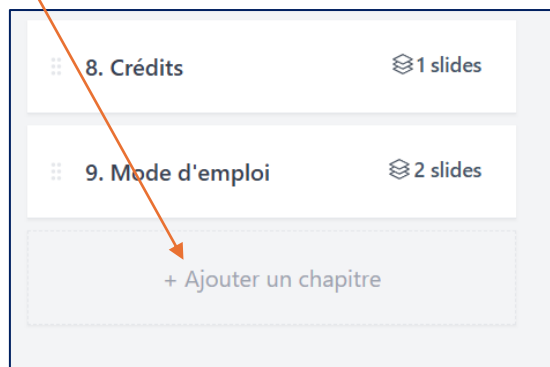 8. Crédits 1 slides
9. Mode d'emploi 2 slides
+ Ajouter un chapitre